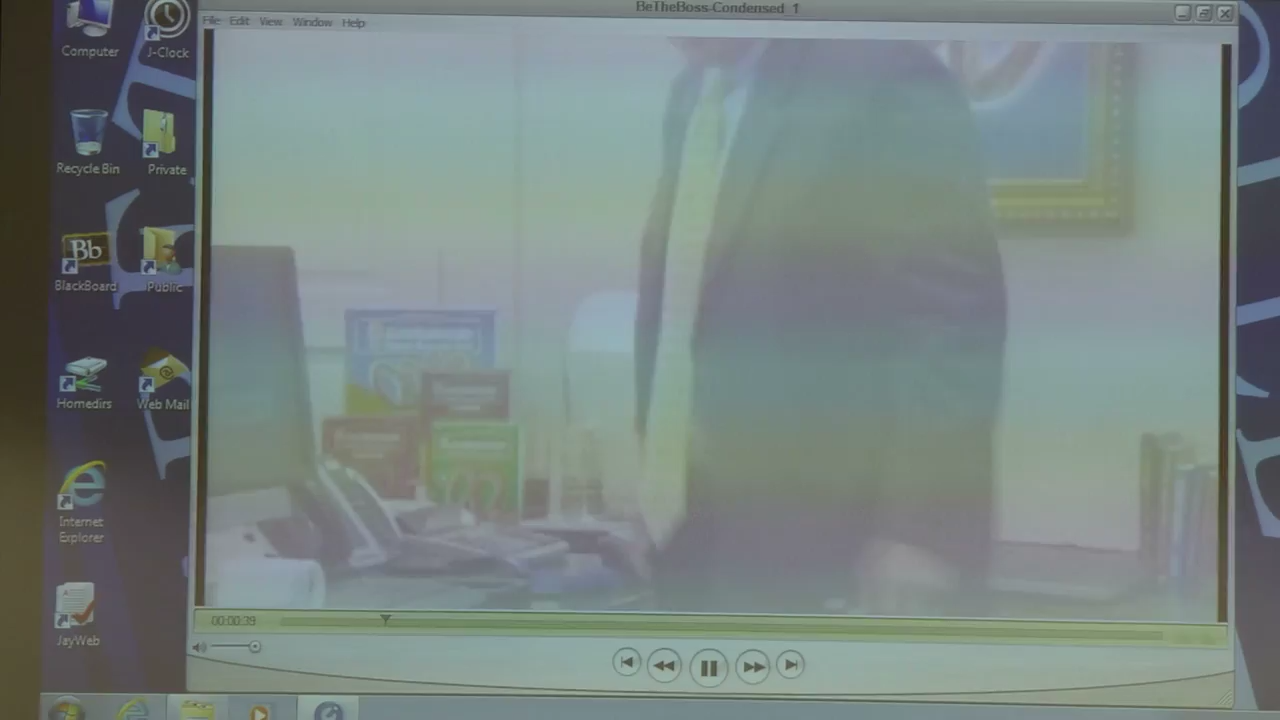 BeTheBoss-Condensed_1
File Edit View Window Help
Computer
J-Clock
Recycle Bin
Private
Bb
BlackBoard
Public
Homedirs
Web Mail
Internet
Explorer
JayWeb
00:00:39